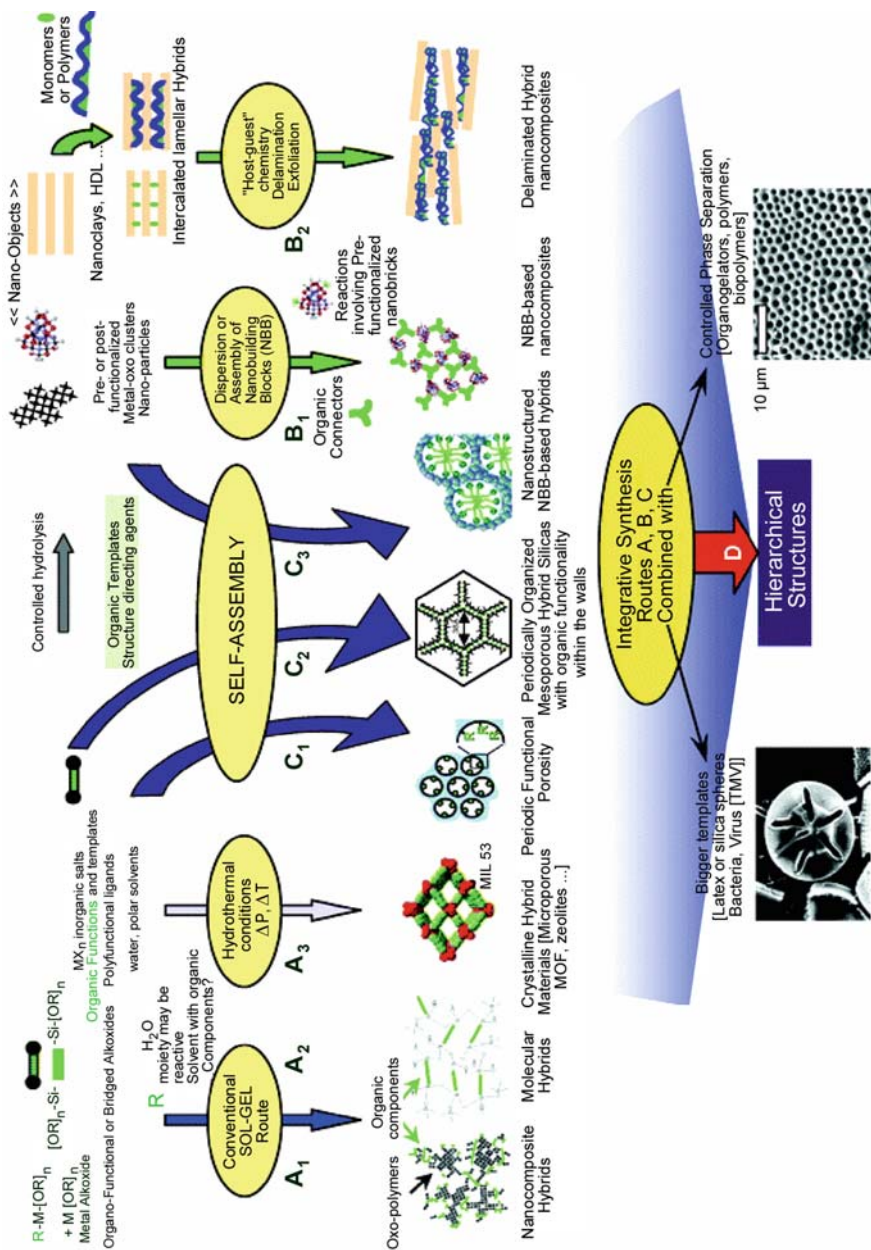 R-M-[OR]n
+ M [OR]n
Metal Alkoxide
[OR]n-Si- -Si-[OR]n
Organo-Functional or Bridged Alkoxides
MXn inorganic salts
Organic Functions and templates
Polyfunctional ligands
water, polar solvents
Controlled hydrolysis
Organic Templates
Structure directing agents
Pre- or post-
functionalized
Metal-oxo clusters
Nano-particles
<< Nano-Objects >>
Nanoclays, HDL ...
Monomers
or Polymers
Intercalated lamellar Hybrids
R
H2O
moiety may be
reactive
Solvent with organic
Components?
Conventional
SOL-GEL
Route
A1
A2
Hydrothermal
conditions
ΔP, ΔT
A3
SELF-ASSEMBLY
C1
C2
C3
Dispersion or
Assembly of
Nanobuilding
Blocks (NBB)
B1
Organic
Connectors
Reactions
involving Pre-
functionalized
nanobricks
"Host-guest"
chemistry
Delamination
Exfoliation
B2
Oxo-polymers
Organic
components
MIL 53
R
R
R
Nanocomposite
Hybrids
Molecular
Hybrids
Crystalline Hybrid
Materials [Microporous
MOF, zeolites ...]
Periodic Functional
Porosity
Periodically Organized
Mesoporous Hybrid Silicas
with organic functionality
within the walls
Nanostructured
NBB-based hybrids
NBB-based
nanocomposites
Delaminated Hybrid
nanocomposites
Integrative Synthesis
Routes A, B, C
Combined with
Bigger templates
[Latex or silica spheres
Bacteria, Virus [TMV]]
D
Hierarchical
Structures
Controlled Phase Separation
[Organogelators, polymers,
biopolymers]
10 µm